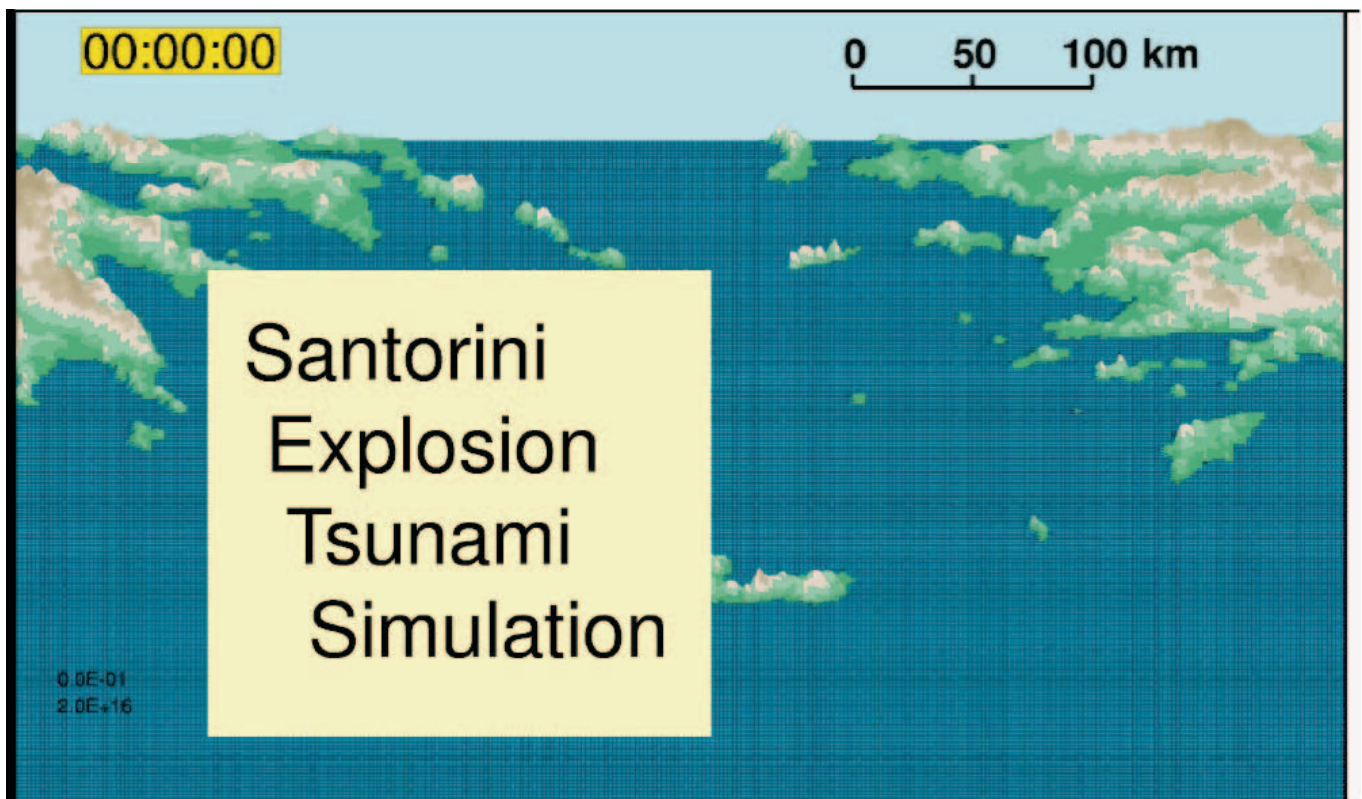 00:00:00
0 50 100 km
Santorini
Explosion
Tsunami
Simulation
0.0E-01
2.0E+16